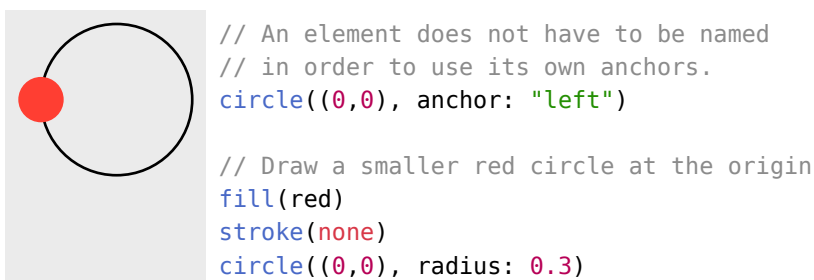 // An element does not have to be named
// in order to use its own anchors.
circle((0,0), anchor: "left")
// Draw a smaller red circle at the origin
fill(red)
stroke(none)
circle((0,0), radius: 0.3)